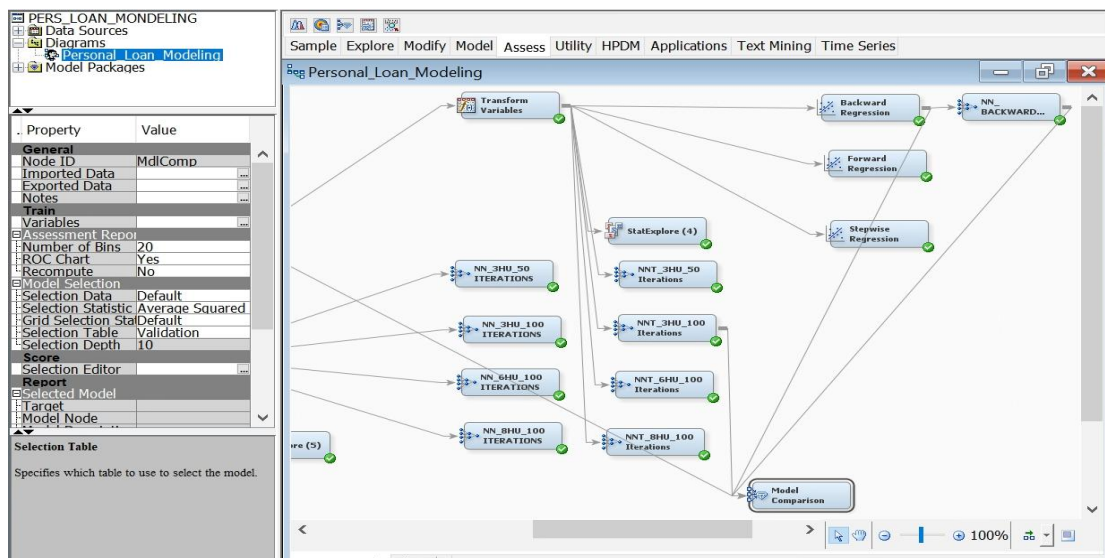 PERS_LOAN_MONDELING
Data Sources
Diagrams
Personal_Loan_Modeling
Model Packages
. Property Value
General
Node ID MdlComp
Imported Data ...
Exported Data ...
Notes ...
Train
Variables ...
Assessment Repor
Number of Bins 20
ROC Chart Yes
Recompute No
Model Selection
Selection Data Default
Selection Statistic Average Squared
Grid Selection Stat Default
Selection Table Validation
Selection Depth 10
Score
Selection Editor ...
Report
Selected Model
Target
Model Node
Selection Table
Specifies which table to use to select the model.
Sample Explore Modify Model Assess Utility HPDM Applications Text Mining Time Series
Personal_Loan_Modeling
Transform
Variables
Backward
Regression
NN_
BACKWARD...
Forward
Regression
StatExplore (4)
Stepwise
Regression
NN_3HU_50
ITERATIONS
NNT_3HU_50
Iterations
NN_3HU_100
ITERATIONS
NNT_3HU_100
Iterations
NN_6HU_100
ITERATIONS
NNT_6HU_100
Iterations
ore (5)
NN_8HU_100
ITERATIONS
NNT_8HU_100
Iterations
Model
Comparison
100%